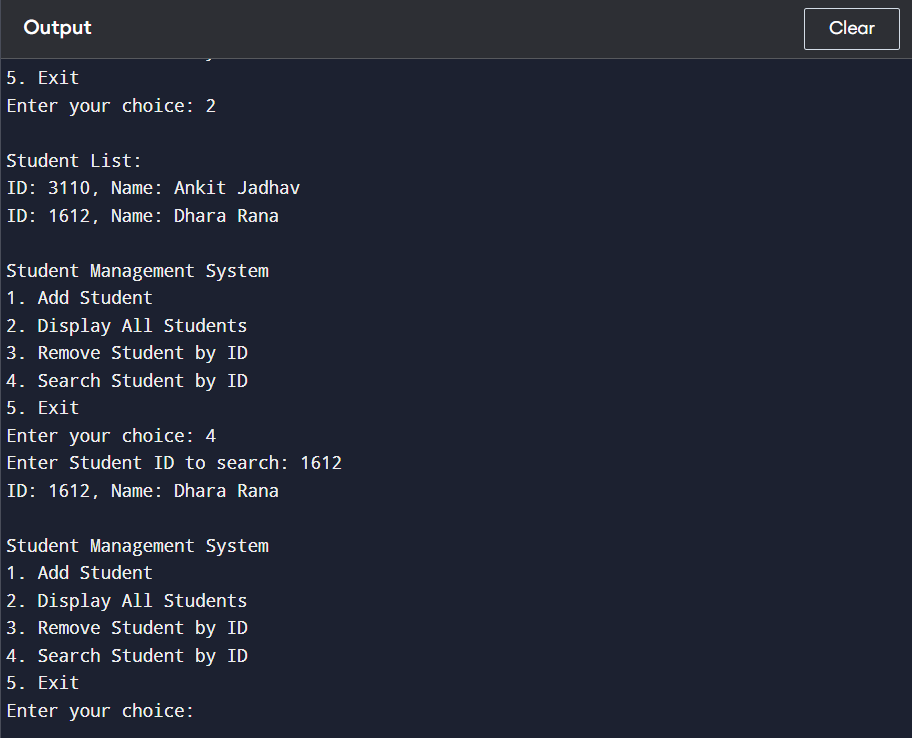 Output
Clear
5. Exit
Enter your choice: 2
Student List:
ID: 3110, Name: Ankit Jadhav
ID: 1612, Name: Dhara Rana
Student Management System
1. Add Student
2. Display All Students
3. Remove Student by ID
4. Search Student by ID
5. Exit
Enter your choice: 4
Enter Student ID to search: 1612
ID: 1612, Name: Dhara Rana
Student Management System
1. Add Student
2. Display All Students
3. Remove Student by ID
4. Search Student by ID
5. Exit
Enter your choice: